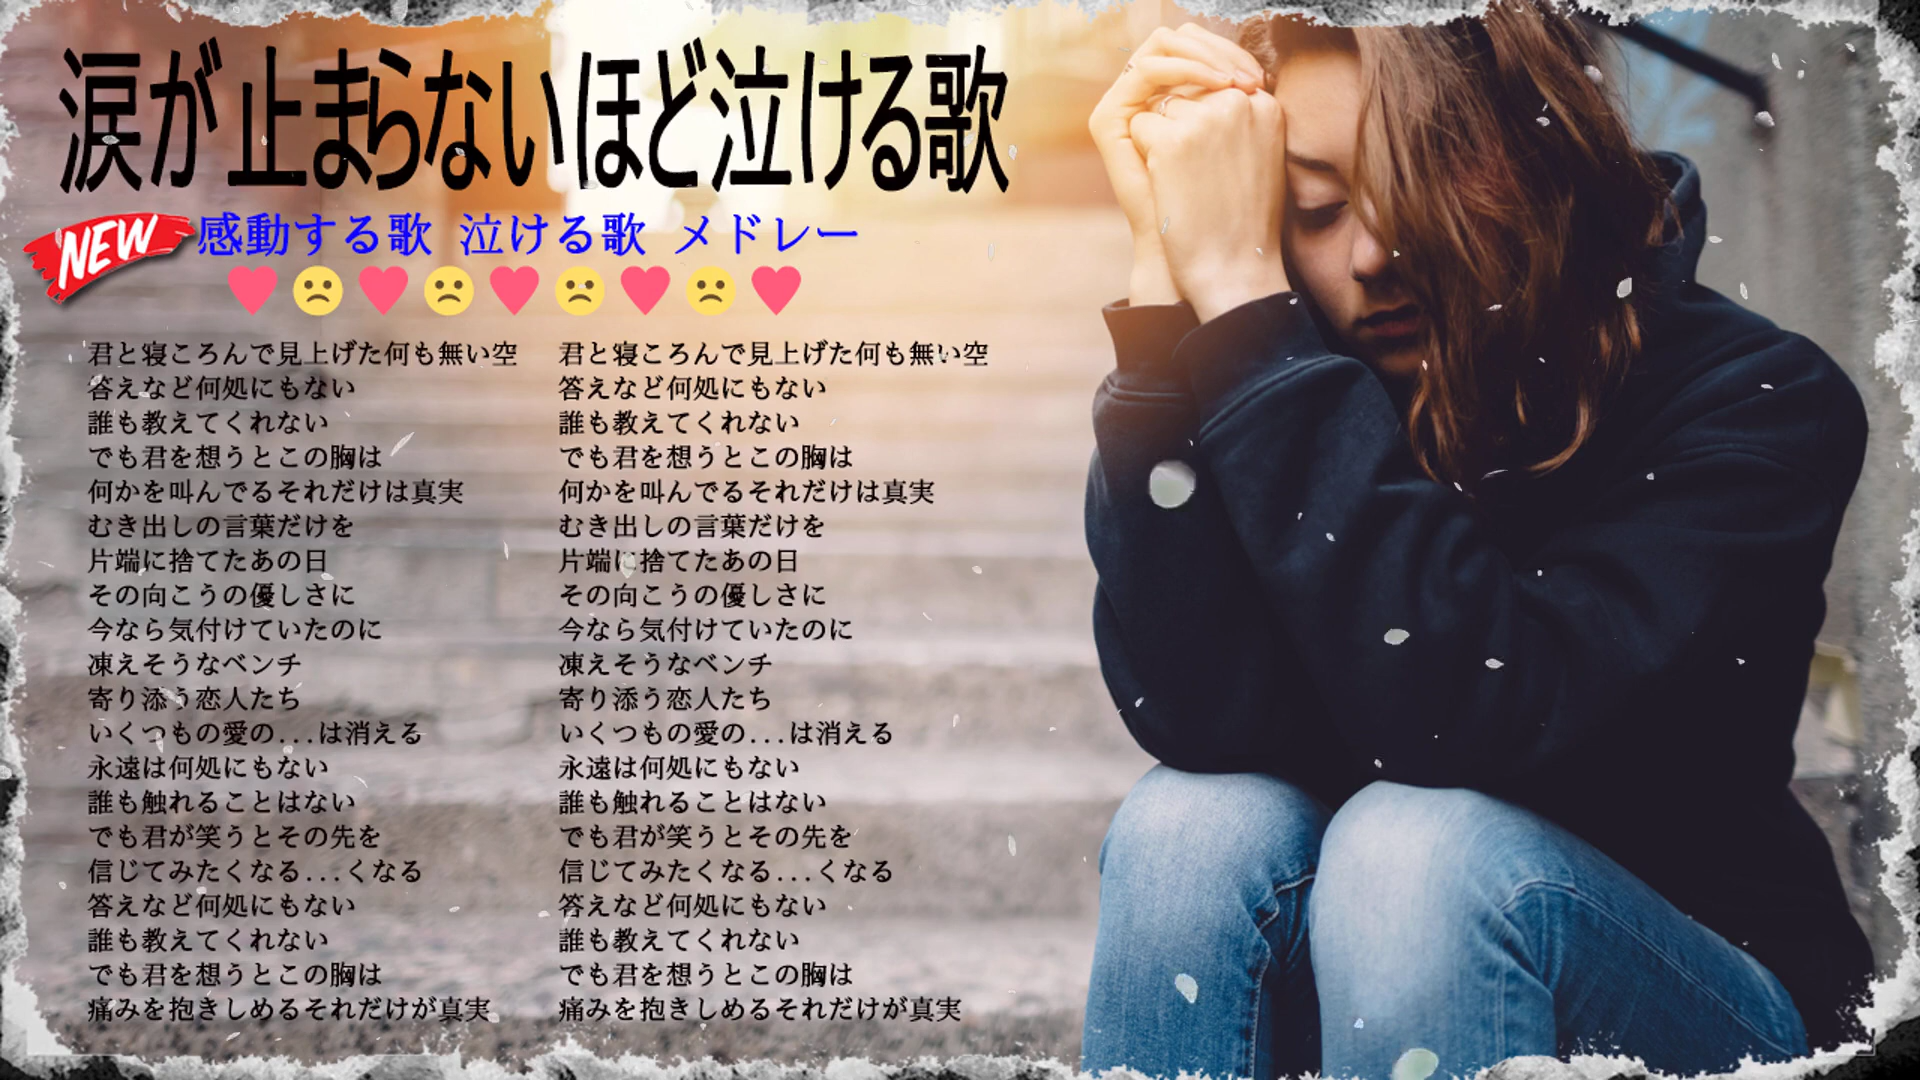 涙が止まらないほど泣ける歌
NEW 感動する歌 泣ける歌 メドレー
君と寝ころんで見上げた何も無い空
答えなど何処にもない
誰も教えてくれない
でも君を想うとこの胸は
何かを叫んでるそれだけは真実
むき出しの言葉だけを
片端に捨てたあの日
その向こうの優しさに
今なら気付けていたのに
凍えそうなベンチ
寄り添う恋人たち
いくつもの愛の...は消える
永遠は何処にもない
誰も触れることはない
でも君が笑うとその先を
信じてみたくなる...くなる
答えなど何処にもない
誰も教えてくれない
でも君を想うとこの胸は
痛みを抱きしめるそれだけが真実
君と寝ころんで見上げた何も無い空
答えなど何処にもない
誰も教えてくれない
でも君を想うとこの胸は
何かを叫んでるそれだけは真実
むき出しの言葉だけを
片端に捨てたあの日
その向こうの優しさに
今なら気付けていたのに
凍えそうなベンチ
寄り添う恋人たち
いくつもの愛の...は消える
永遠は何処にもない
誰も触れることはない
でも君が笑うとその先を
信じてみたくなる...くなる
答えなど何処にもない
誰も教えてくれない
でも君を想うとこの胸は
痛みを抱きしめるそれだけが真実